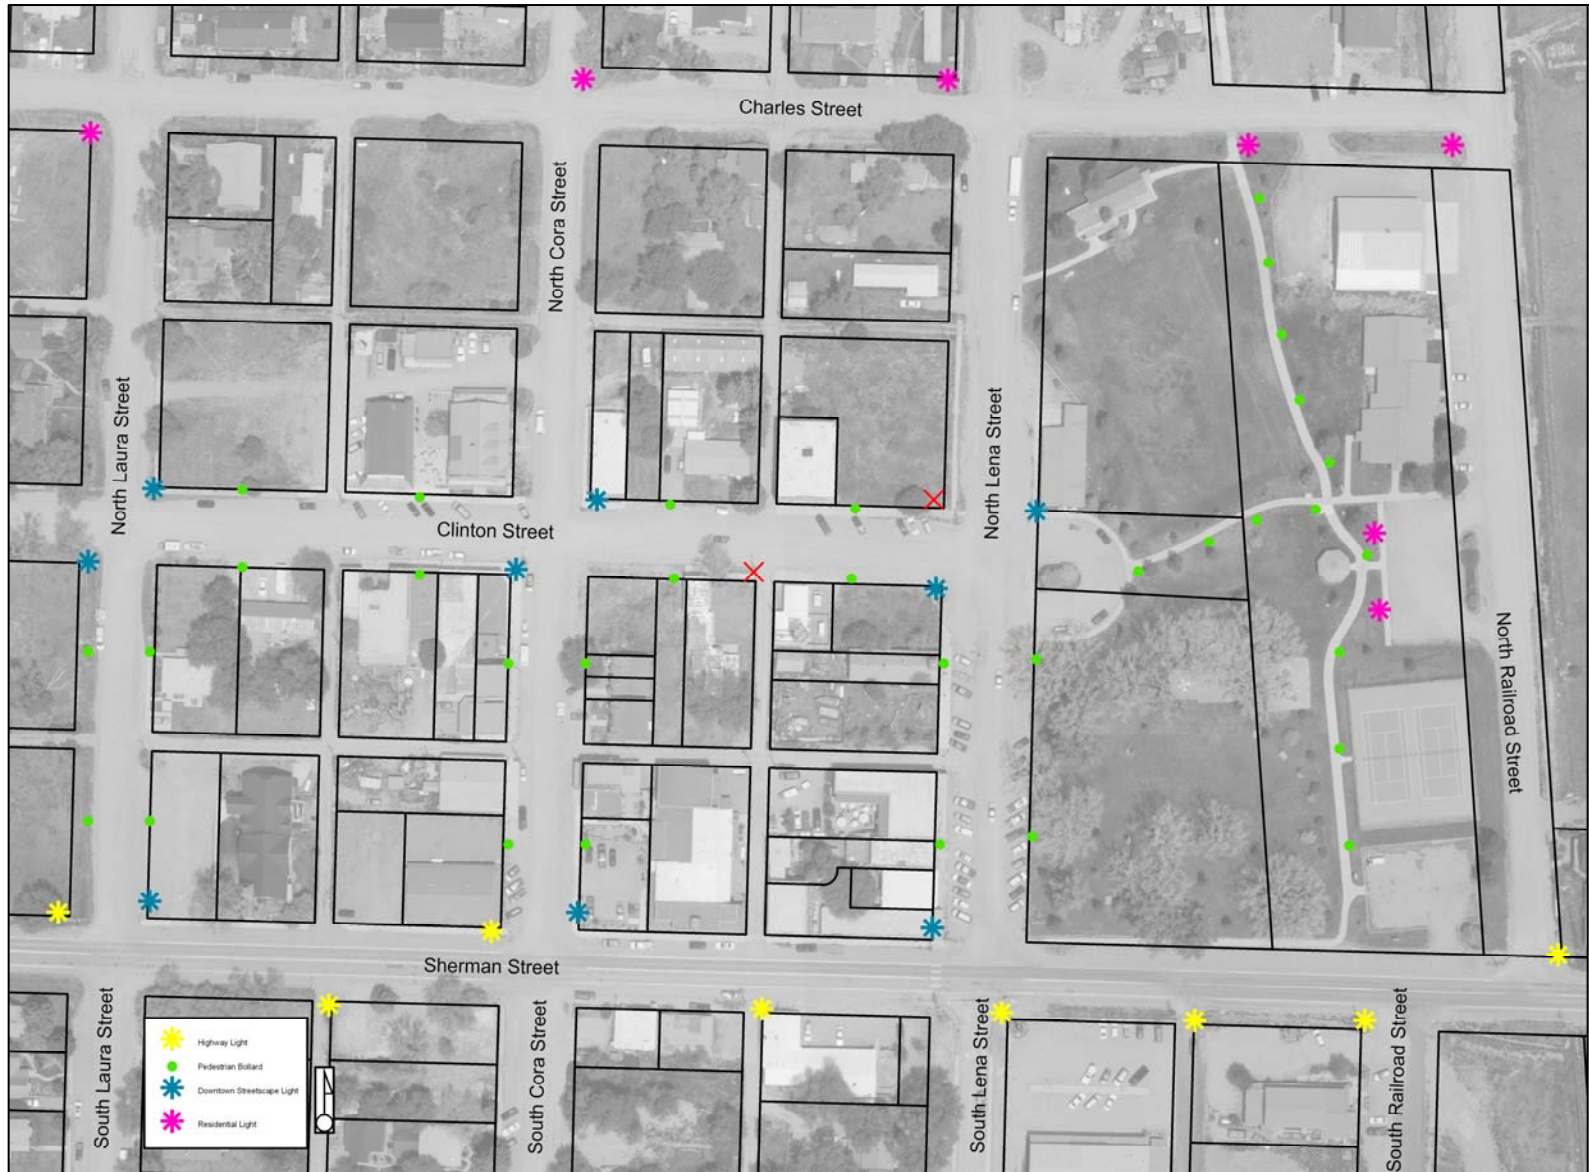 Charles Street
North Cora Street
North Laura Street
North Lena Street
Clinton Street
North Railroad Street
Sherman Street
South Laura Street
South Cora Street
South Lena Street
South Railroad Street
Highway Light
Pedestrian Bollard
Downtown Streetscape Light
Residential Light